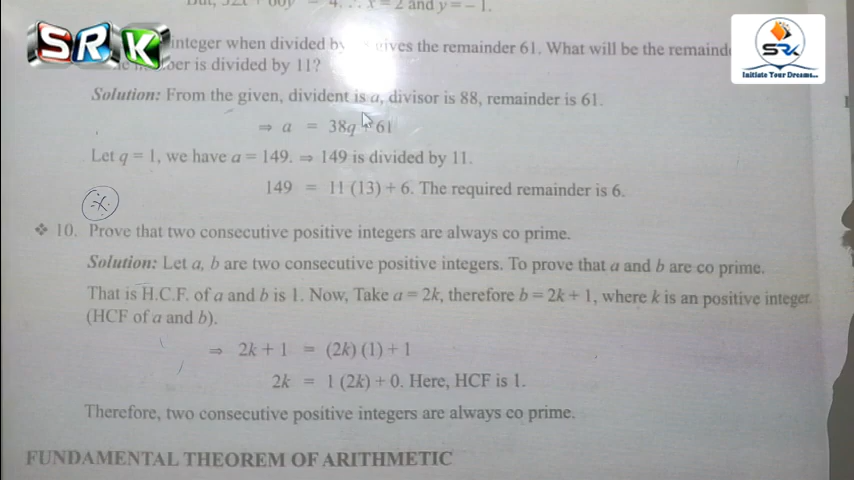 4. ∴ x = 2 and y = – 1.
SRK
SRK
Initiate Your Dreams...
integer when divided by gives the remainder 61. What will be the
is divided by 11?
Solution: From the given, divident is a, divisor is 88, remainder is 61.
⇒ a = 38q + 61
Let q = 1, we have a = 149. ⇒ 149 is divided by 11.
149 = 11 (13) + 6. The required remainder is 6.
❖ 10. Prove that two consecutive positive integers are always co prime.
Solution: Let a, b are two consecutive positive integers. To prove that a and b are co prime.
That is H.C.F. of a and b is 1. Now, Take a = 2k, therefore b = 2k + 1, where k is an positive integer.
(HCF of a and b).
⇒ 2k + 1 = (2k) (1) + 1
2k = 1 (2k) + 0. Here, HCF is 1.
Therefore, two consecutive positive integers are always co prime.
FUNDAMENTAL THEOREM OF ARITHMETIC